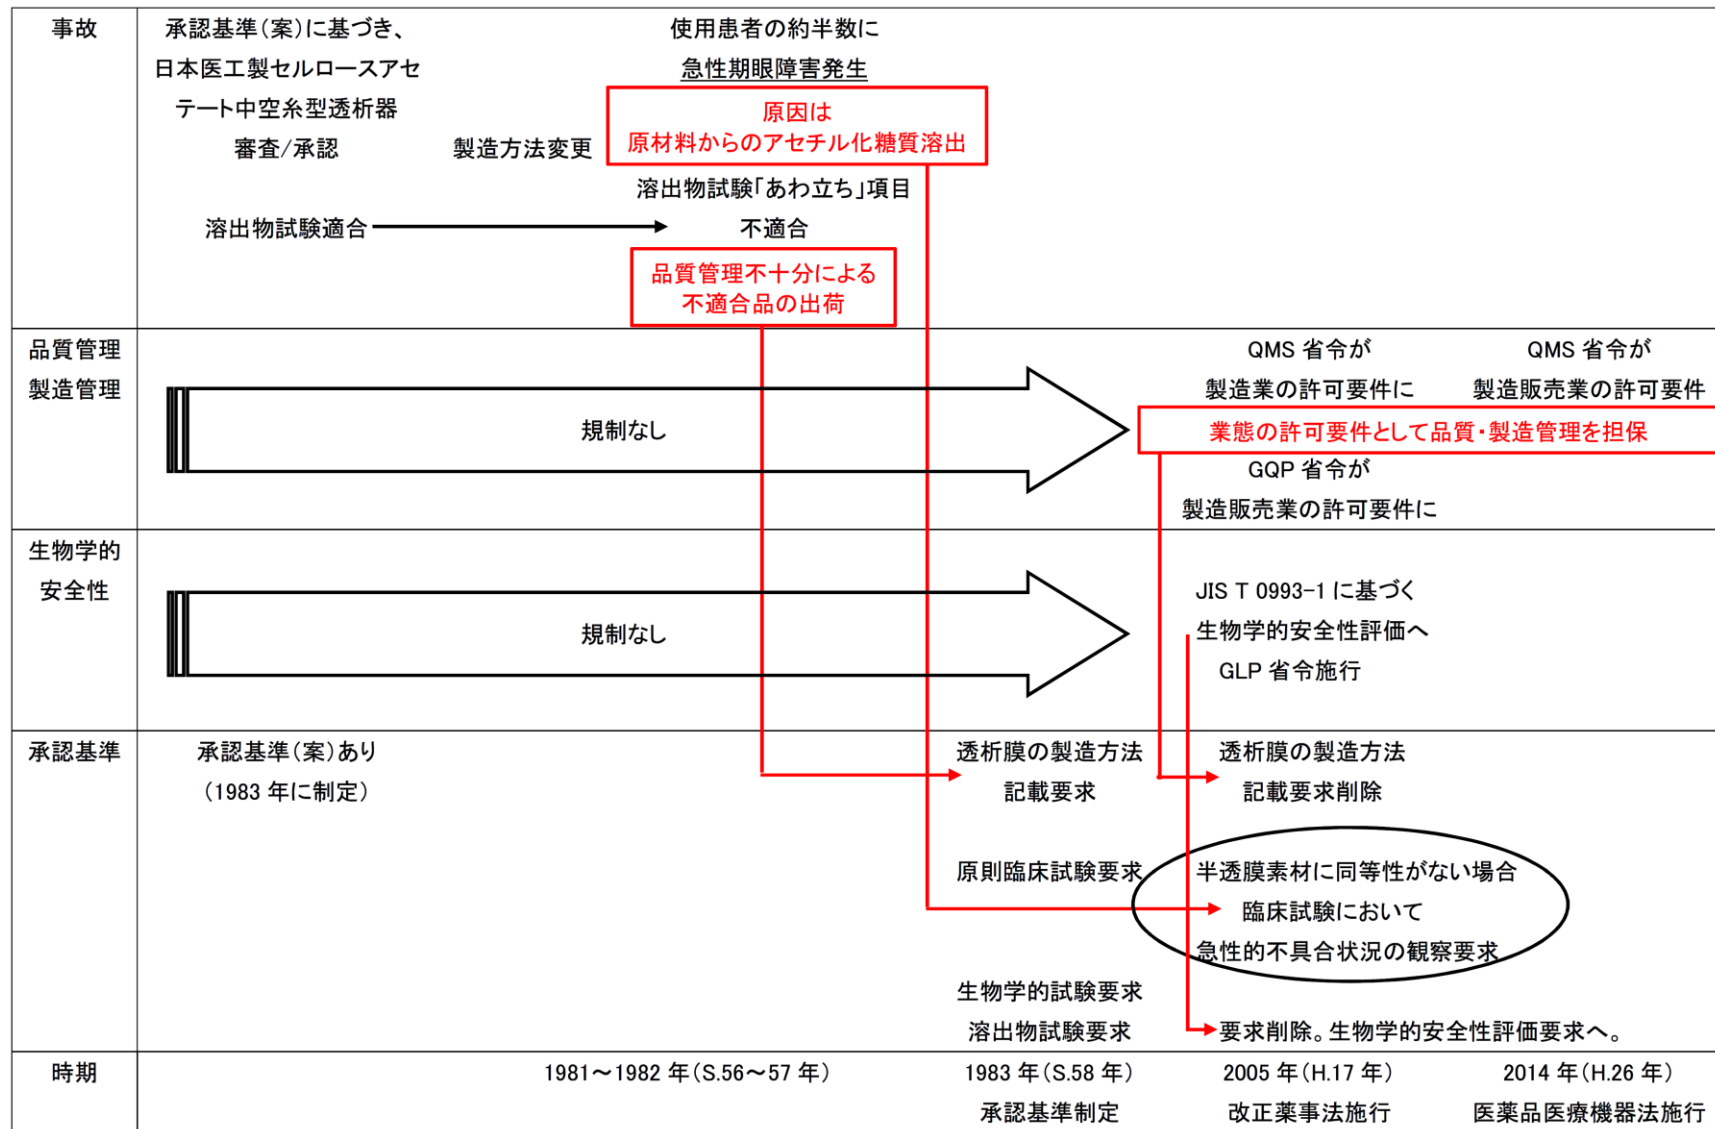 事故
承認基準（案）に基づき、
日本医工製セルロースアセ
テート中空糸型透析器
審査/承認
製造方法変更
使用患者の約半数に
急性期眼障害発生
原因は
原材料からのアセチル化糖質溶出
溶出物試験「あわ立ち」項目
溶出物試験適合
不適合
品質管理不十分による
不適合品の出荷
品質管理
製造管理
規制なし
QMS 省令が
製造業の許可要件に
QMS 省令が
製造販売業の許可要件
業態の許可要件として品質・製造管理を担保
GQP 省令が
製造販売業の許可要件に
生物学的
安全性
規制なし
JIS T 0993-1 に基づく
生物学的安全性評価へ
GLP 省令施行
承認基準
承認基準（案）あり
（1983 年に制定）
透析膜の製造方法
記載要求
透析膜の製造方法
記載要求削除
原則臨床試験要求
半透膜素材に同等性がない場合
臨床試験において
急性的不具合状況の観察要求
生物学的試験要求
溶出物試験要求
要求削除。生物学的安全性評価要求へ。
時期
1981～1982 年（S.56～57 年）
1983 年（S.58 年）
承認基準制定
2005 年（H.17 年）
改正薬事法施行
2014 年（H.26 年）
医薬品医療機器法施行